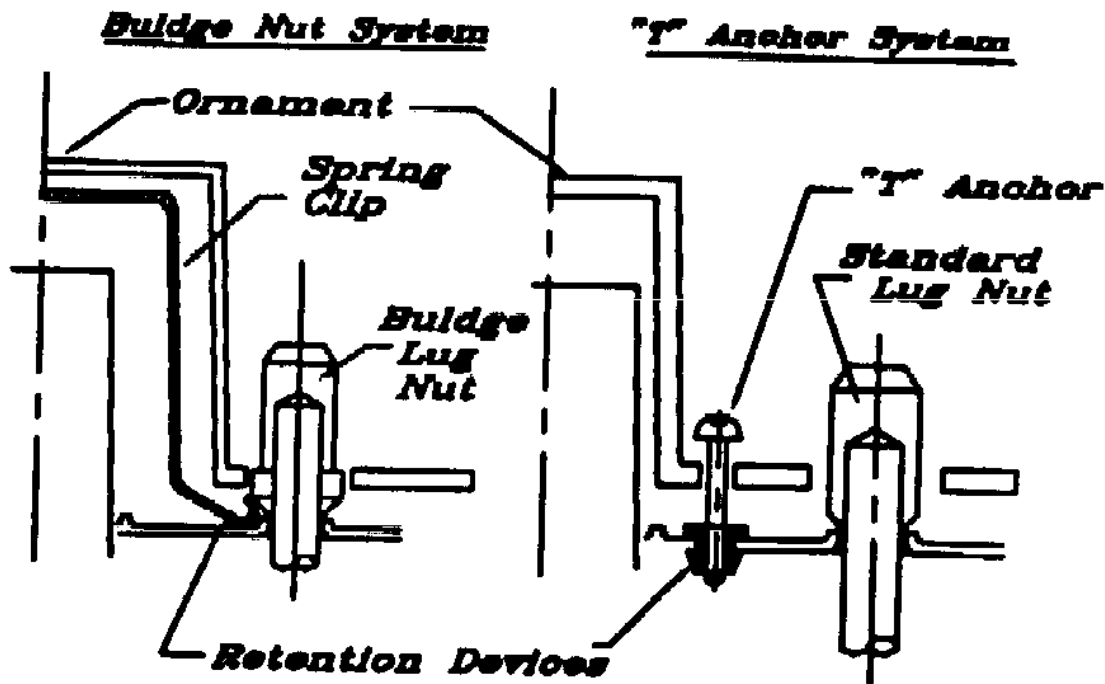 Buldge Nut System
"T" Anchor System
Ornament
Spring
Clip
"T" Anchor
Standard
Lug Nut
Buldge
Lug
Nut
Retention Devices